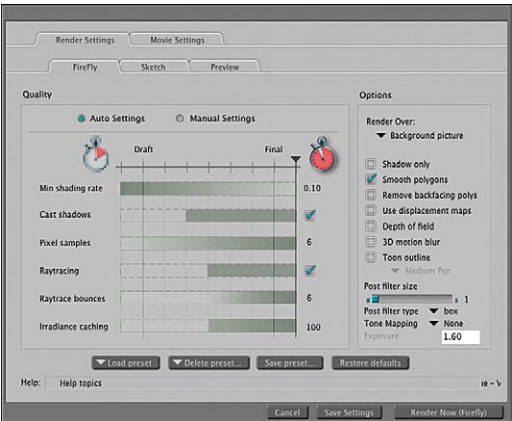 Render Settings Movie Settings
FireFly Sketch Preview
Quality
Auto Settings Manual Settings
Draft Final
Min shading rate 0.10
Cast shadows
Pixel samples 6
Raytracing
Raytrace bounces 6
Irradiance caching 100
Options
Render Over:
Background picture
Shadow only
Smooth polygons
Remove backfacing polys
Use displacement maps
Depth of field
3D motion blur
Toon outline
Medium Pen
Post filter size
1
Post filter type box
Tone Mapping None
Exposure 1.60
Load preset Delete preset... Save preset... Restore defaults
Help: Help topics
Cancel Save Settings Render Now (Firefly)